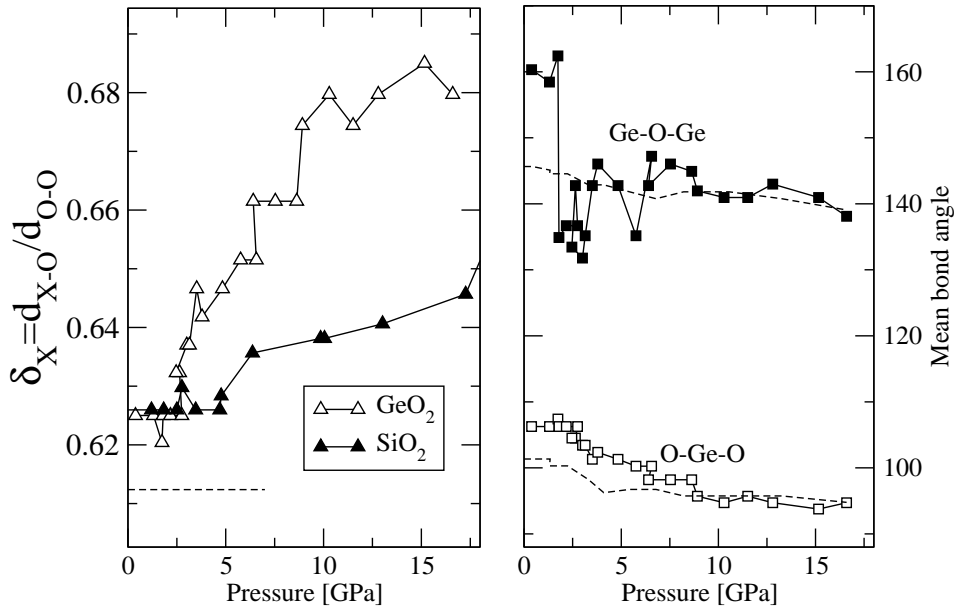 δX=dX-O/dO-O
0.68
0.66
0.64
0.62
GeO2
SiO2
0
5
10
15
Pressure [GPa]
Ge-O-Ge
O-Ge-O
160
140
120
100
Mean bond angle
0
5
10
15
Pressure [GPa]